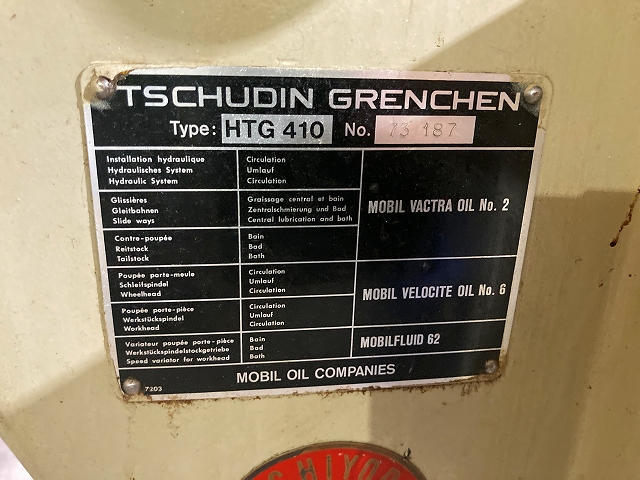 TSCHUDIN GRENCHEN
Type: HTG 410 No. 73 187
Installation hydraulique
Hydraulisches System
Hydraulic System
Circulation
Umlauf
Circulation
Glissières
Gleitbahnen
Slide ways
Graissage central et bain
Zentralschmierung und Bad
Central lubrication and bath
MOBIL VACTRA OIL No. 2
Contre-poupée
Reitstock
Tailstock
Bain
Bad
Bath
Poupée porte-meule
Schleifspindel
Wheelhead
Circulation
Umlauf
Circulation
MOBIL VELOCITE OIL No. 6
Poupée porte-pièce
Werkstückspindel
Workhead
Circulation
Umlauf
Circulation
Variateur poupée porte-pièce
Werkstückspindelstockgetriebe
Speed variator for workhead
Bain
Bad
Bath
MOBILFLUID 62
MOBIL OIL COMPANIES
7203